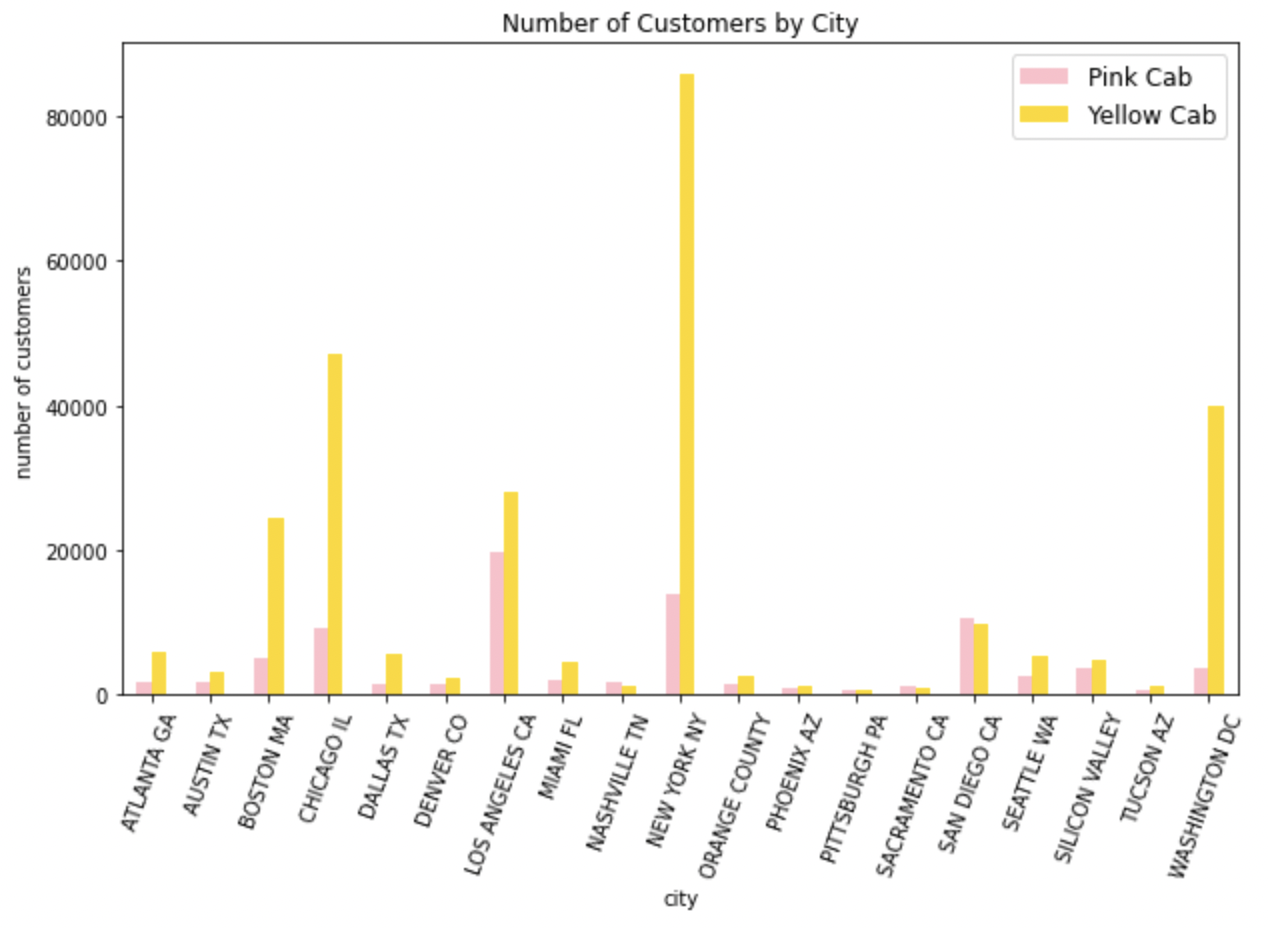 Number of Customers by City
Pink Cab
Yellow Cab
number of customers
80000
60000
40000
20000
0
ATLANTA GA
AUSTIN TX
BOSTON MA
CHICAGO IL
DALLAS TX
DENVER CO
LOS ANGELES CA
MIAMI FL
NASHVILLE TN
NEW YORK NY
ORANGE COUNTY
PHOENIX AZ
PITTSBURGH PA
SACRAMENTO CA
SAN DIEGO CA
SEATTLE WA
SILICON VALLEY
TUCSON AZ
WASHINGTON DC
city